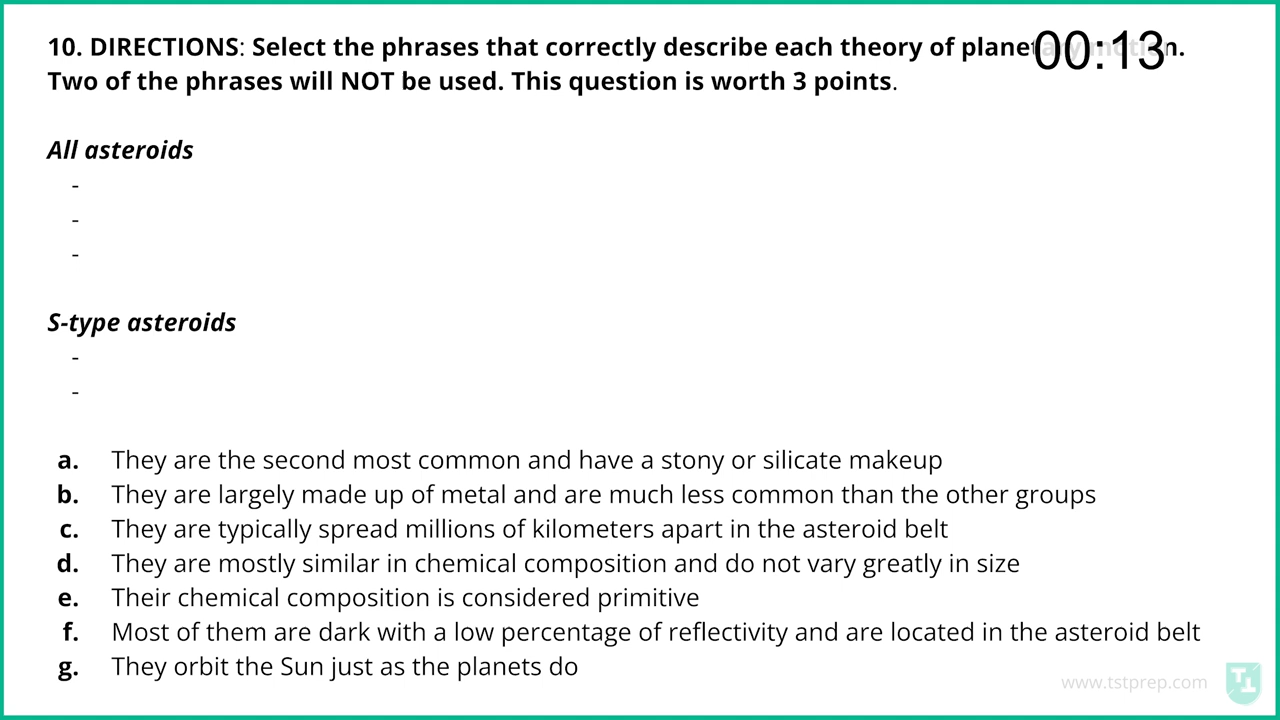 10. DIRECTIONS: Select the phrases that correctly describe each theory of planetary motion.
00:13
Two of the phrases will NOT be used. This question is worth 3 points.
All asteroids
-
-
-
S-type asteroids
-
-
a. They are the second most common and have a stony or silicate makeup
b. They are largely made up of metal and are much less common than the other groups
c. They are typically spread millions of kilometers apart in the asteroid belt
d. They are mostly similar in chemical composition and do not vary greatly in size
e. Their chemical composition is considered primitive
f. Most of them are dark with a low percentage of reflectivity and are located in the asteroid belt
g. They orbit the Sun just as the planets do
www.tstprep.com